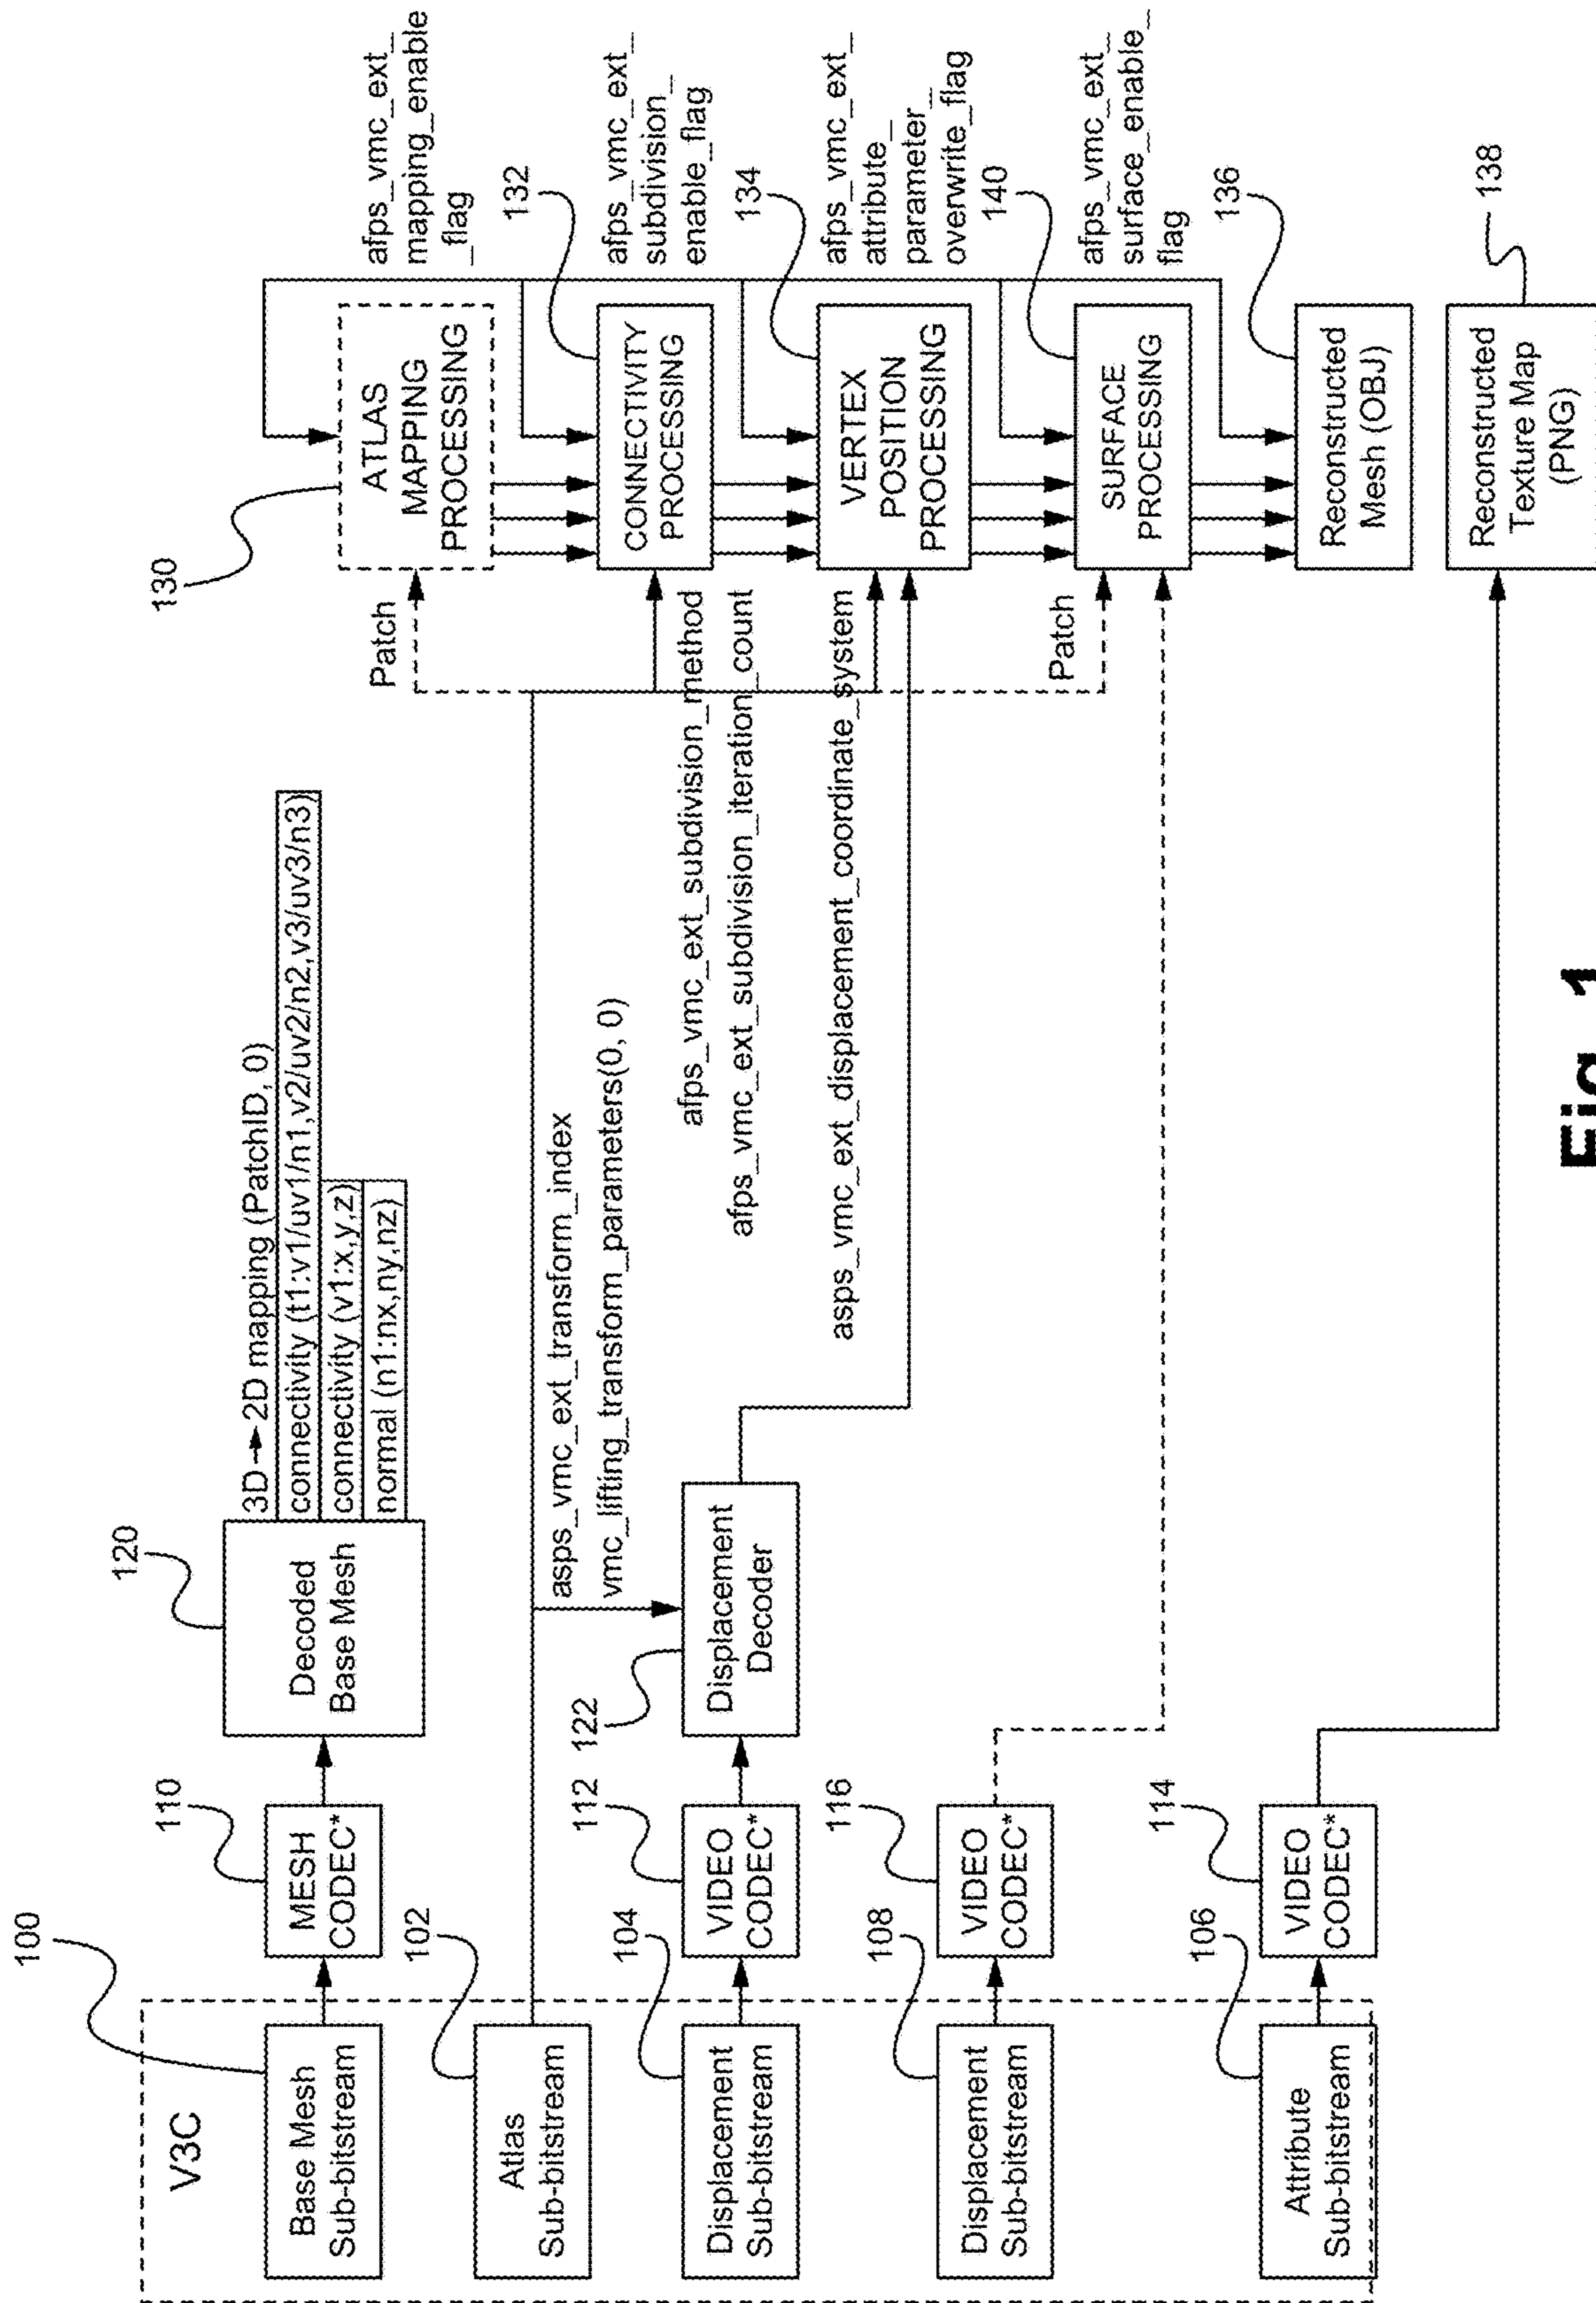 V3C
100
Base Mesh
Sub-bitstream
110
MESH
CODEC*
120
Decoded
Base Mesh
3D→2D mapping (PatchID, 0)
connectivity (t1:v1/uv1/n1,v2/uv2/n2,v3/uv3/n3)
connectivity (v1:x,y,z)
normal (n1:nx,ny,nz)
102
Atlas
Sub-bitstream
asps_vmc_ext_transform_index
vmc_lifting_transform_parameters(0, 0)
104
Displacement
Sub-bitstream
112
VIDEO
CODEC*
122
Displacement
Decoder
afps_vmc_ext_subdivision_method
afps_vmc_ext_subdivision_iteration_count
asps_vmc_ext_displacement_coordinate_system
108
Displacement
Sub-bitstream
116
VIDEO
CODEC*
106
Attribute
Sub-bitstream
114
VIDEO
CODEC*
130
Patch
ATLAS
MAPPING
PROCESSING
afps_vmc_ext_
mapping_enable
_flag
132
CONNECTIVITY
PROCESSING
afps_vmc_ext_
subdivision_
enable_flag
134
VERTEX
POSITION
PROCESSING
afps_vmc_ext_
attribute_
parameter_
overwrite_flag
140
Patch
SURFACE
PROCESSING
afps_vmc_ext_
surface_enable_
flag
136
Reconstructed
Mesh (OBJ)
138
Reconstructed
Texture Map
(PNG)
Fig. 1